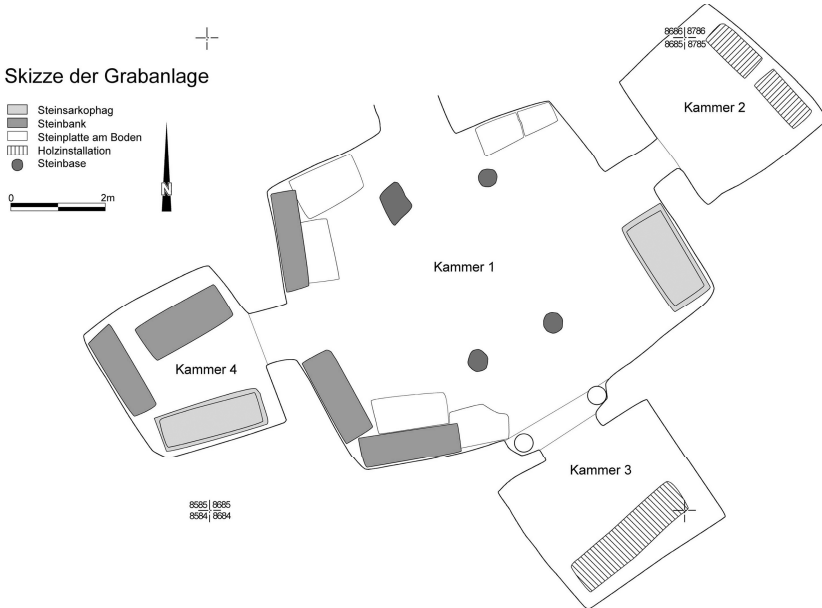 Skizze der Grabanlage
Steinsarkophag
Steinbank
Steinplatte am Boden
Holzinstallation
Steinbase
0 2m
N
8686 8786
8685 8785
Kammer 2
Kammer 1
Kammer 4
Kammer 3
8585 8685
8584 8684